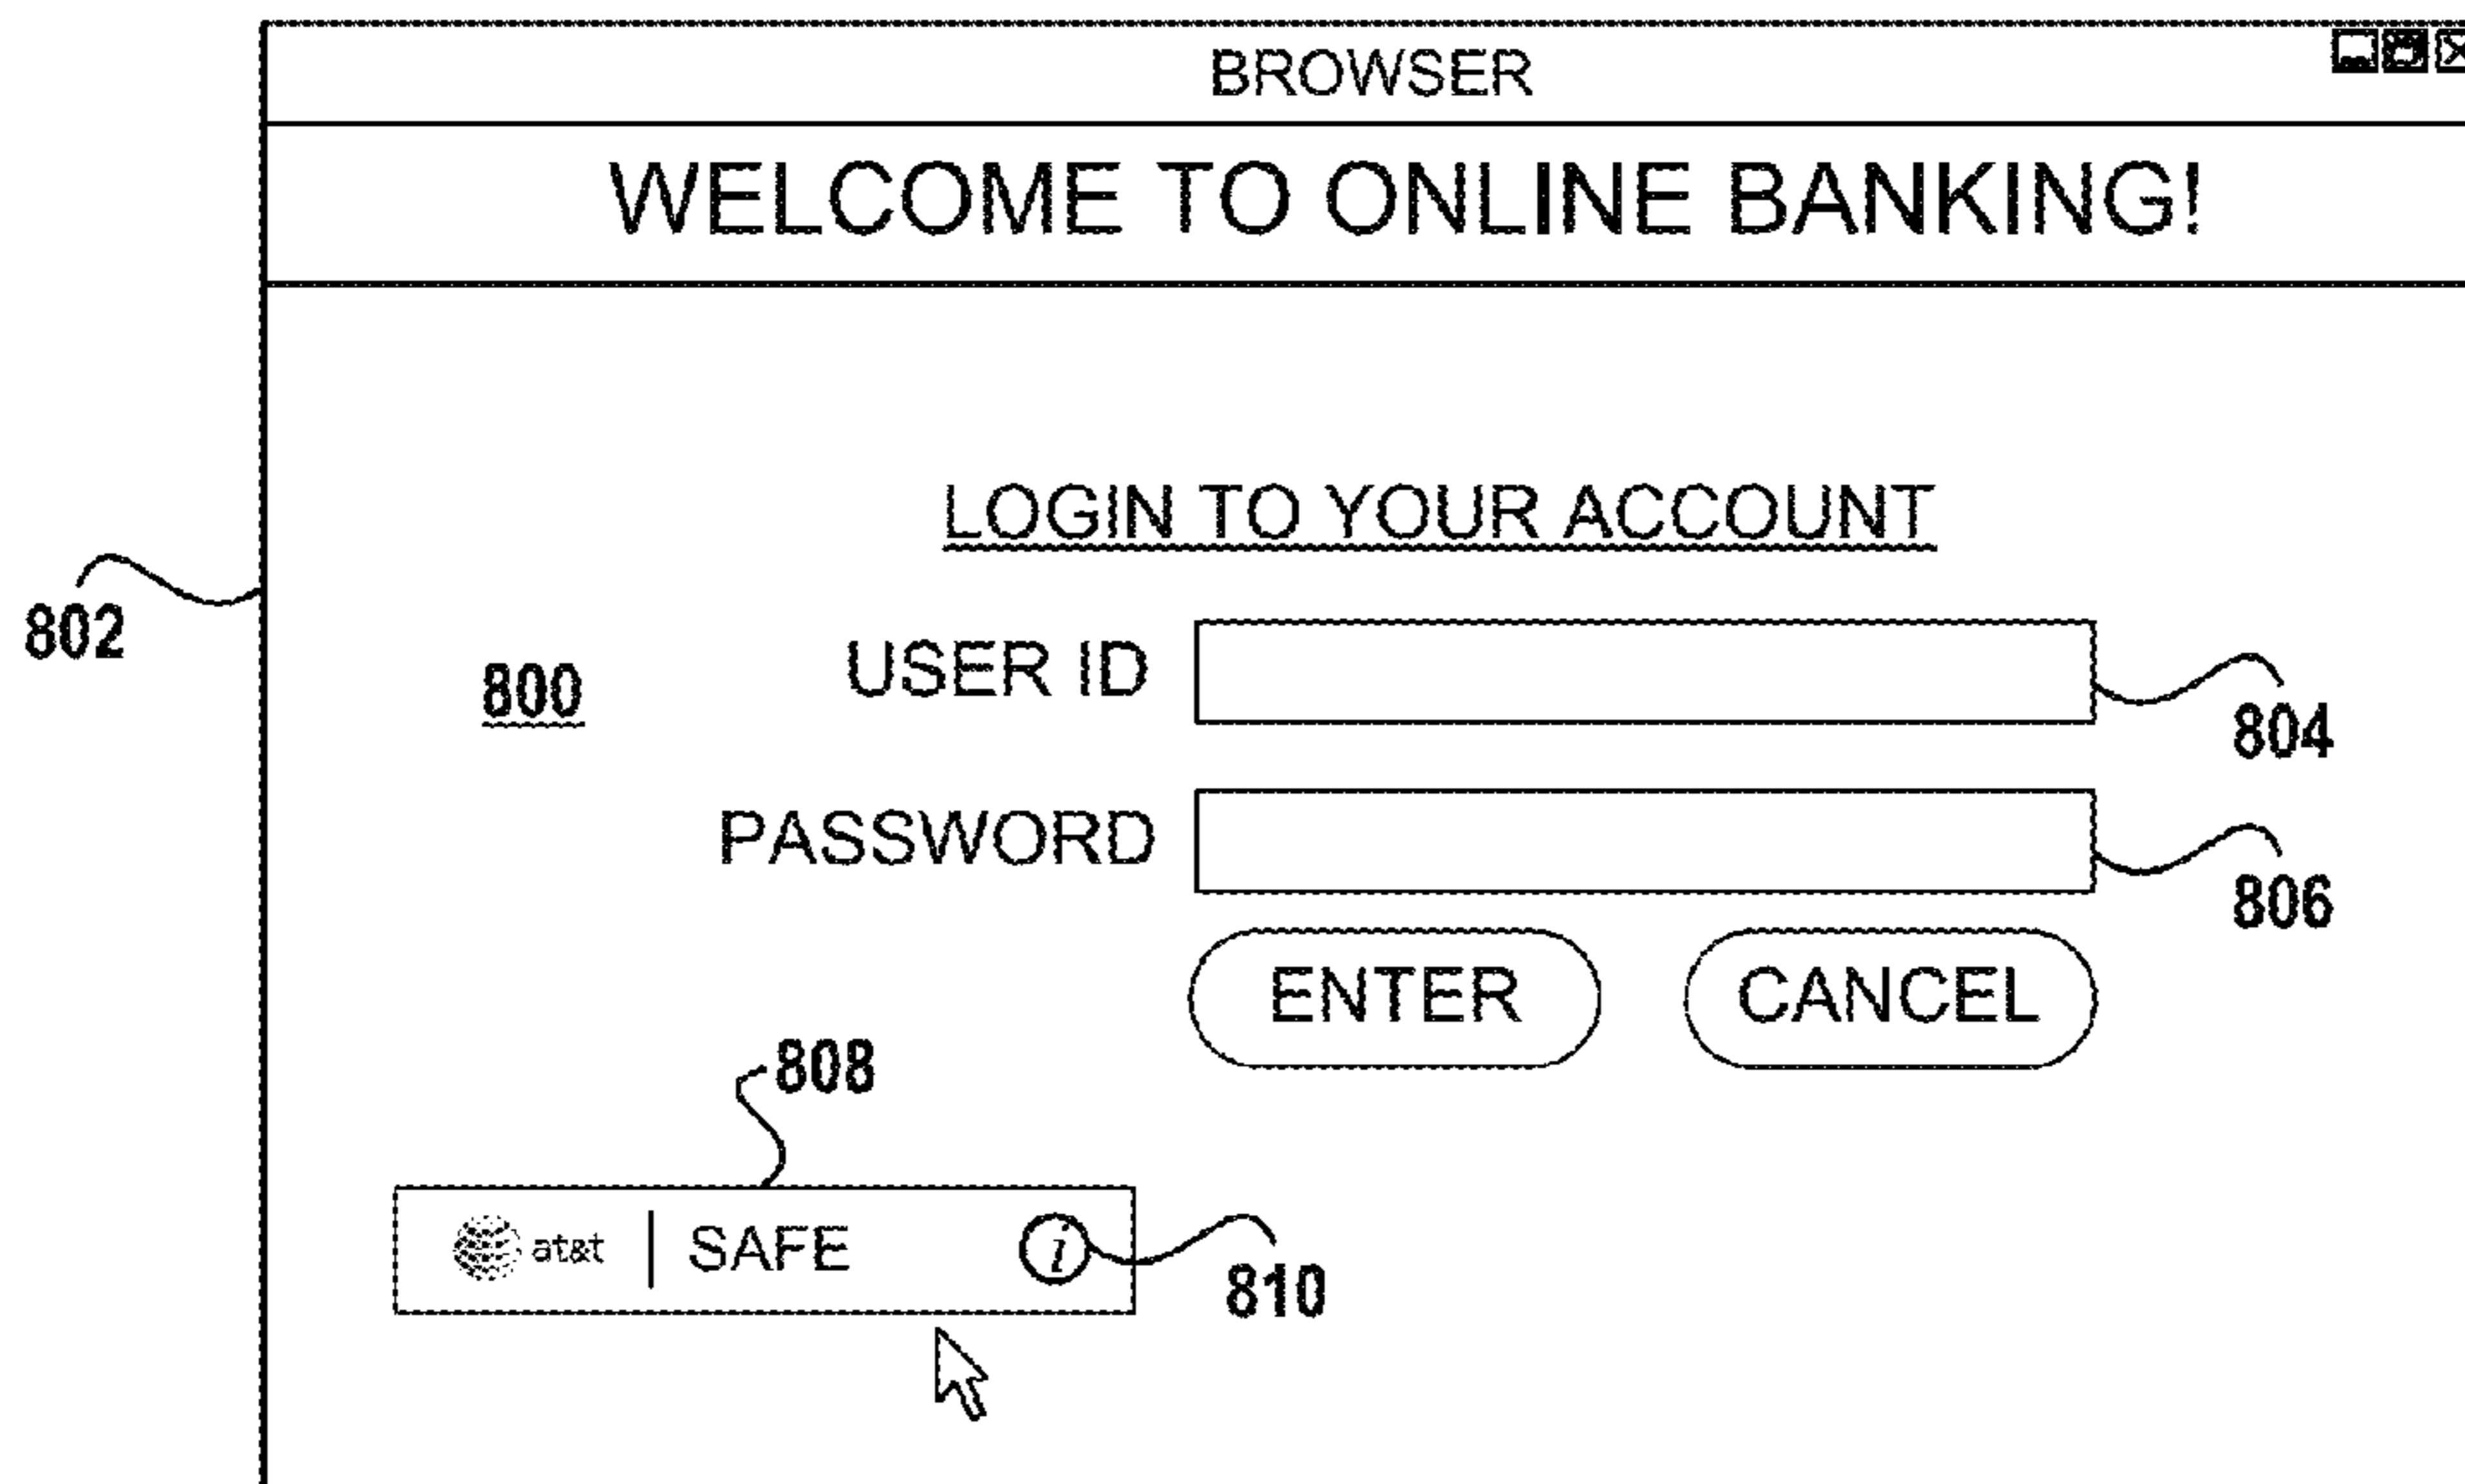 BROWSER
WELCOME TO ONLINE BANKING!
LOGIN TO YOUR ACCOUNT
802
800
USER ID
804
PASSWORD
806
ENTER CANCEL
808
at&t | SAFE i
810